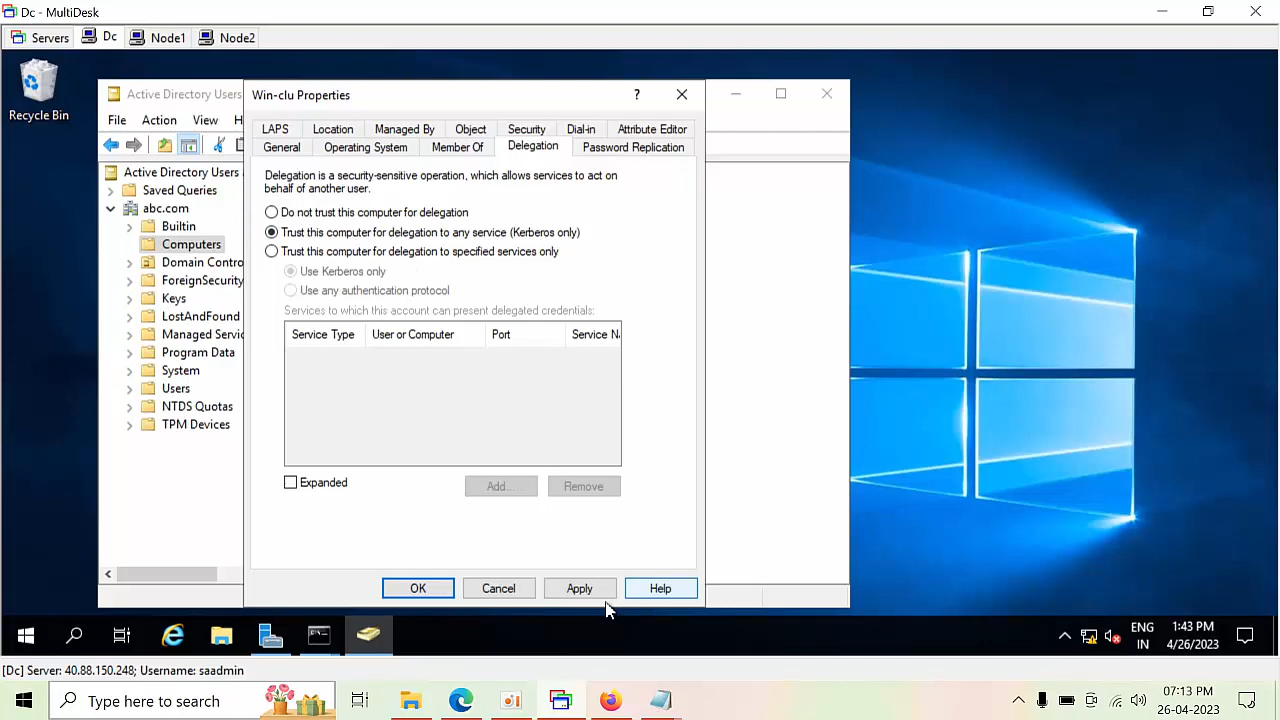 Dc - MultiDesk
Servers
Dc
Node1
Node2
Recycle Bin
Active Directory Users
File
Action
View
H
Active Directory Users
Saved Queries
abc.com
Builtin
Computers
Domain Contro
ForeignSecurity
Keys
LostAndFound
Managed Servic
Program Data
System
Users
NTDS Quotas
TPM Devices
Win-clu Properties
?
LAPS
Location
Managed By
Object
Security
Dial-in
Attribute Editor
General
Operating System
Member Of
Delegation
Password Replication
Delegation is a security-sensitive operation, which allows services to act on
behalf of another user.
Do not trust this computer for delegation
Trust this computer for delegation to any service (Kerberos only)
Trust this computer for delegation to specified services only
Use Kerberos only
Use any authentication protocol
Services to which this account can present delegated credentials:
Service Type
User or Computer
Port
Service Na
Expanded
Add...
Remove
OK
Cancel
Apply
Help
ENG
IN
1:43 PM
4/26/2023
[Dc] Server: 40.88.150.248; Username: saadmin
Type here to search
07:13 PM
26-04-2023